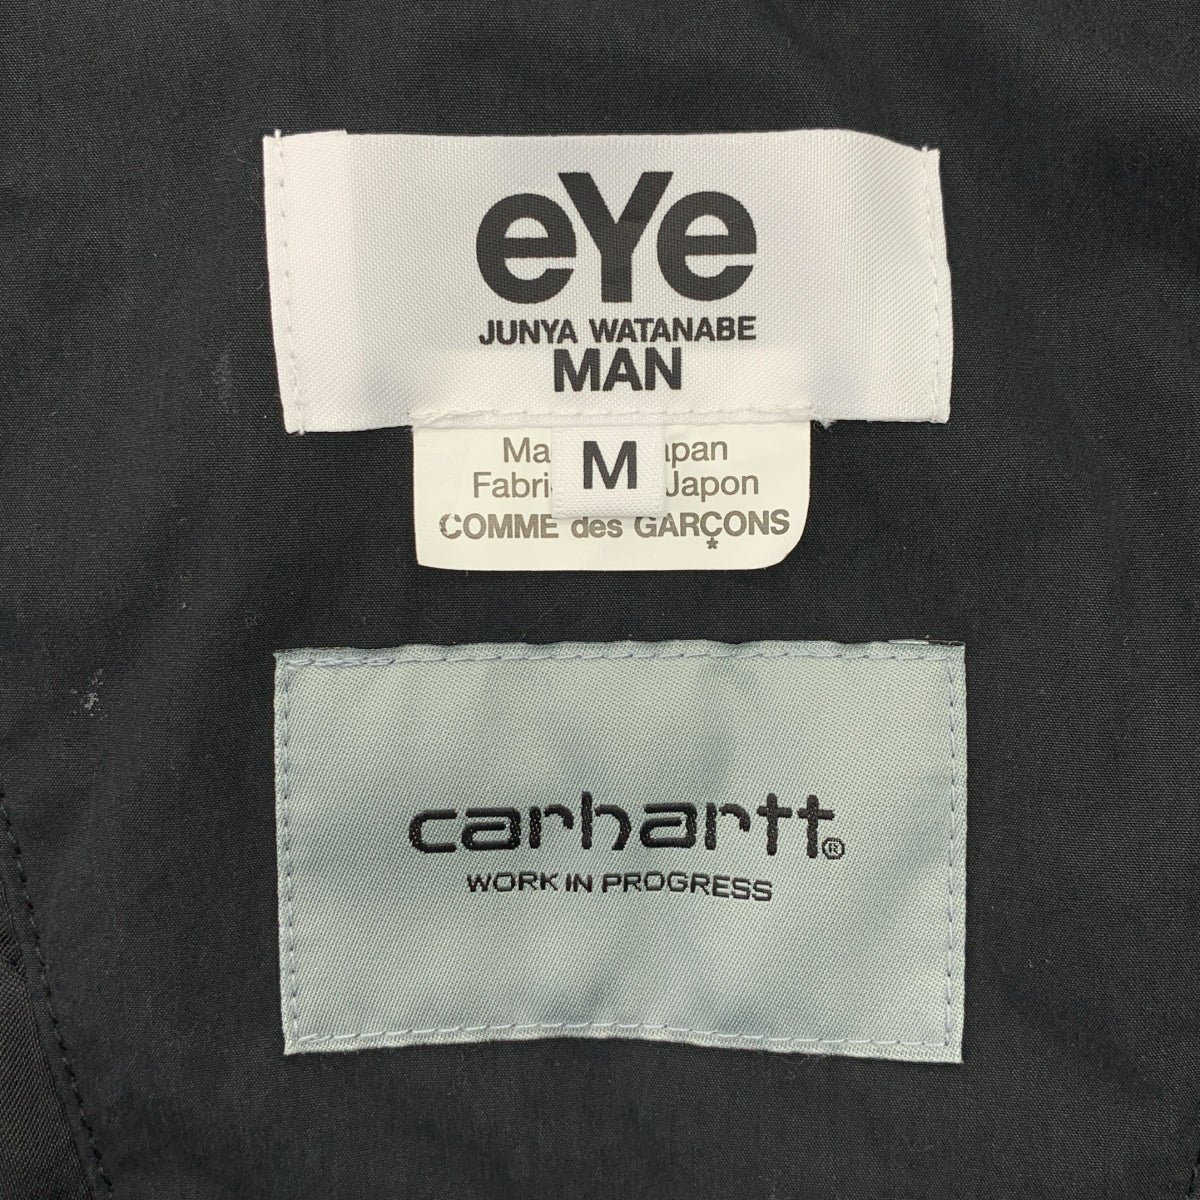 eYe
JUNYA WATANABE
MAN
M
COMME des GARÇONS
*
carhartt®
WORK IN PROGRESS